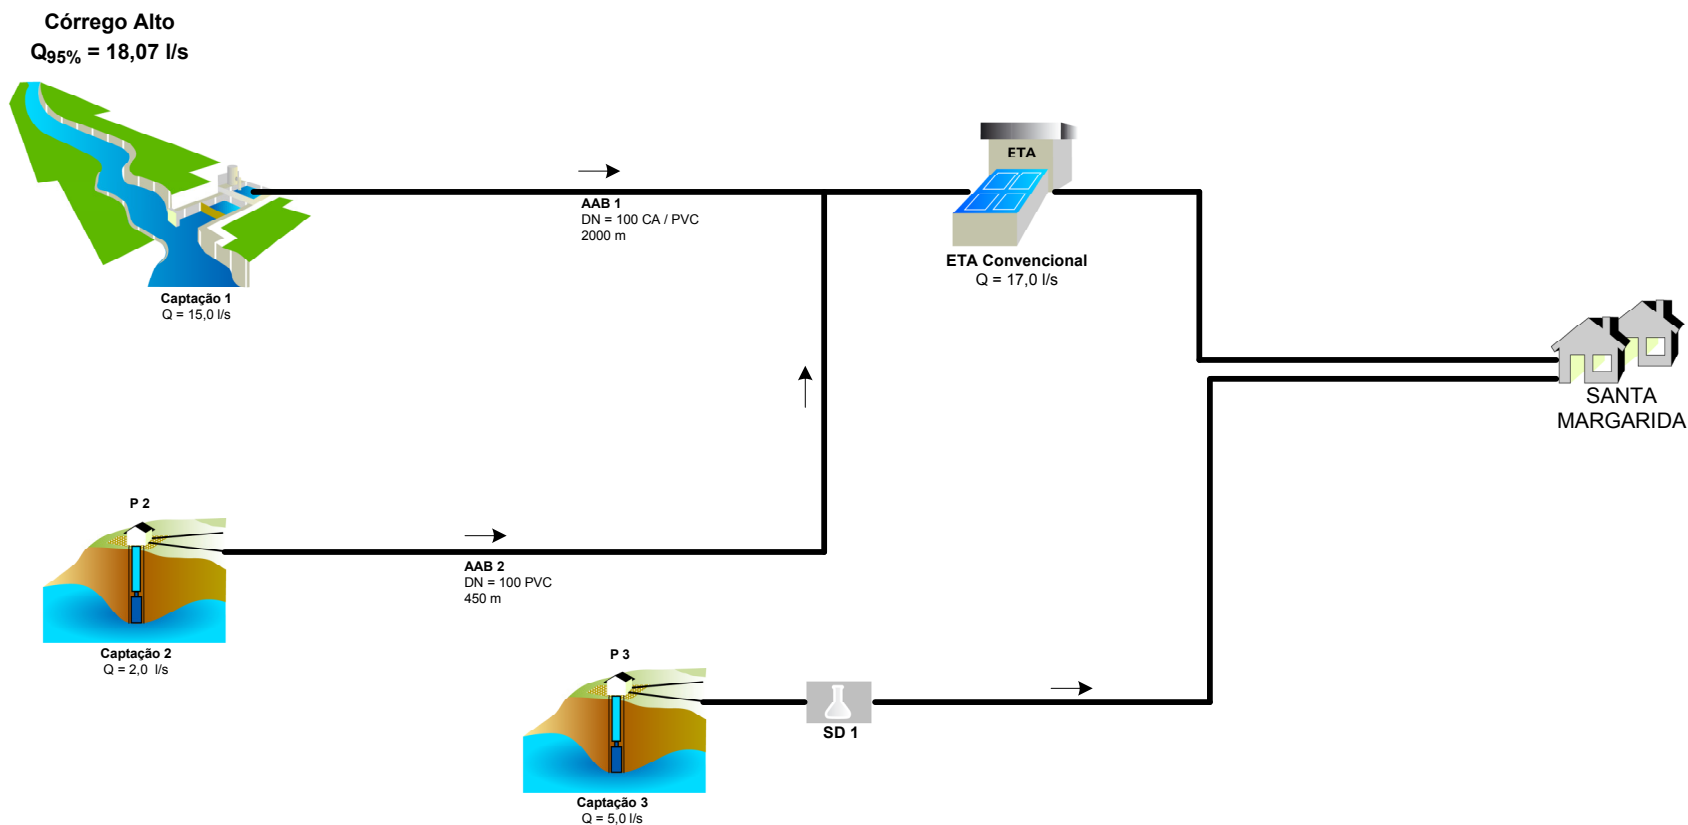 Córrego Alto
Q95% = 18,07 l/s
ETA
AAB 1
DN = 100 CA / PVC
2000 m
ETA Convencional
Q = 17,0 l/s
Captação 1
Q = 15,0 l/s
SANTA
MARGARIDA
P 2
AAB 2
DN = 100 PVC
450 m
Captação 2
Q = 2,0 l/s
P 3
SD 1
Captação 3
Q = 5,0 l/s